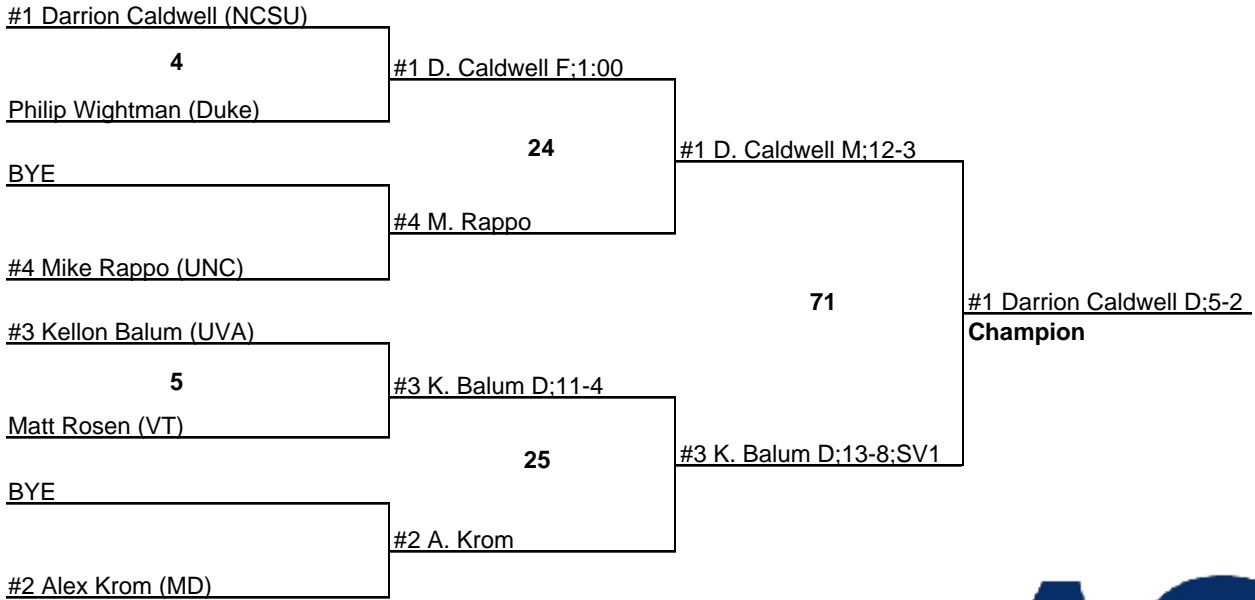 #1 Darrion Caldwell (NCSU)
4
#1 D. Caldwell F;1:00
Philip Wightman (Duke)
24
#1 D. Caldwell M;12-3
BYE
#4 M. Rappo
#4 Mike Rappo (UNC)
71
#1 Darrion Caldwell D;5-2
Champion
#3 Kellon Balum (UVA)
5
#3 K. Balum D;11-4
Matt Rosen (VT)
25
#3 K. Balum D;13-8;SV1
BYE
#2 A. Krom
#2 Alex Krom (MD)